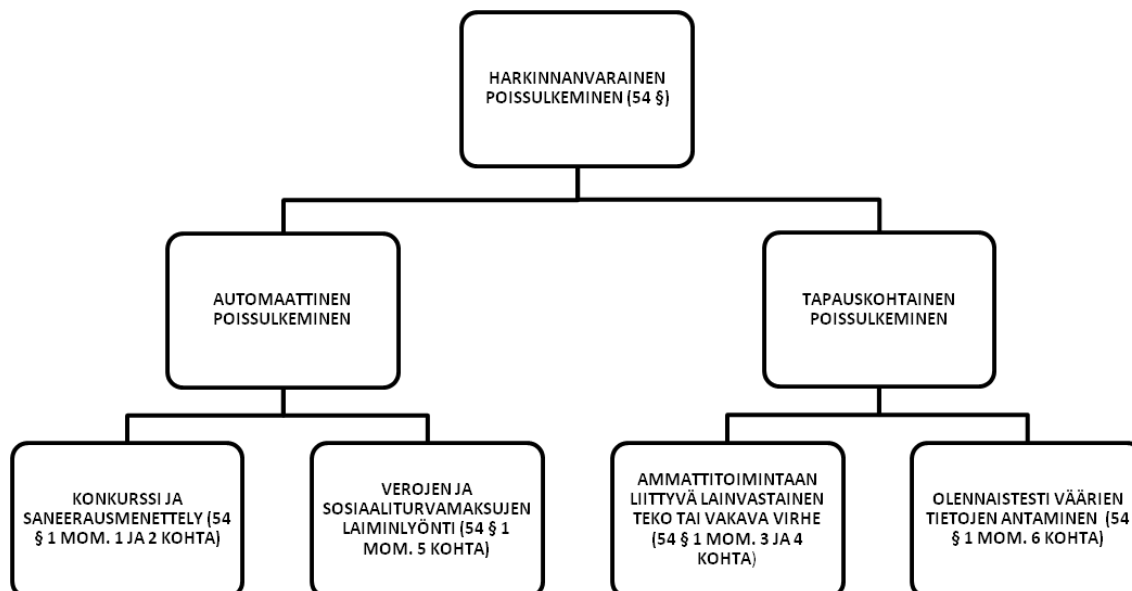 HARKINNANVARAINEN
POISSULKEMINEN (54 §)
AUTOMAATTINEN
POISSULKEMINEN
TAPAUSKOHTAINEN
POISSULKEMINEN
KONKURSSI JA
SANEERAUSMENETTELY (54
§ 1 MOM. 1 JA 2 KOHTA)
VEROJEN JA
SOSIAALITURVAMAKSUJEN
LAIMINLYÖNTI (54 § 1
MOM. 5 KOHTA)
AMMATTITOIMINTAAN
LIITTYVÄ LAINVASTAINEN
TEKO TAI VAKAVA VIRHE
(54 § 1 MOM. 3 JA 4
KOHTA)
OLENNAISTESTI VÄÄRIEN
TIETOJEN ANTAMINEN (54
§ 1 MOM. 6 KOHTA)